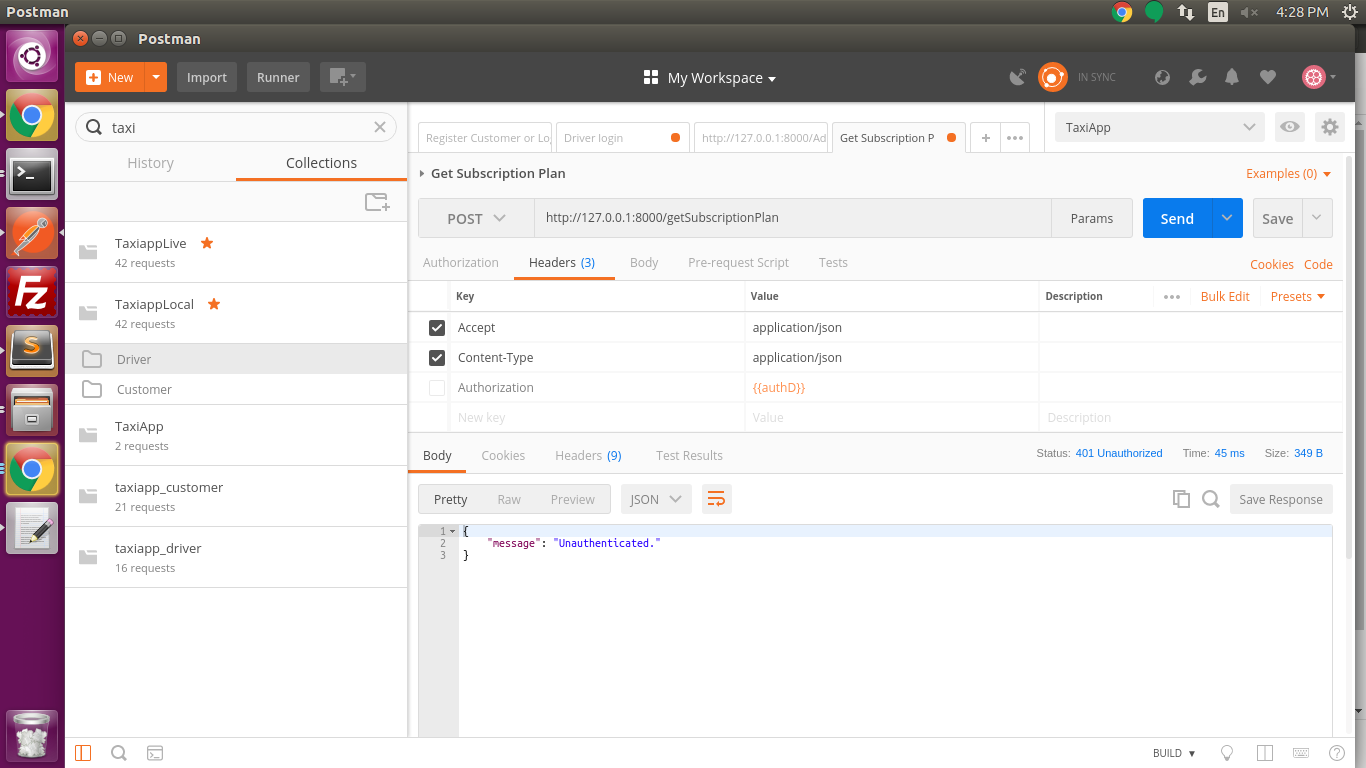 Postman
En
4:28 PM
Postman
New
Import
Runner
My Workspace
IN SYNC
taxi
History
Collections
TaxiappLive
42 requests
TaxiappLocal
42 requests
Driver
Customer
TaxiApp
2 requests
taxiapp_customer
21 requests
taxiapp_driver
16 requests
Register Customer or Lo
Driver login
http://127.0.0.1:8000/Ad
Get Subscription P
TaxiApp
Get Subscription Plan
Examples (0)
POST
http://127.0.0.1:8000/getSubscriptionPlan
Params
Send
Save
Authorization
Headers (3)
Body
Pre-request Script
Tests
Cookies
Code
Key
Value
Description
Bulk Edit
Presets
Accept
application/json
Content-Type
application/json
Authorization
{{authD}}
New key
Value
Description
Body
Cookies
Headers (9)
Test Results
Status: 401 Unauthorized
Time: 45 ms
Size: 349 B
Pretty
Raw
Preview
JSON
Save Response
1 {
2 "message": "Unauthenticated."
3 }
BUILD